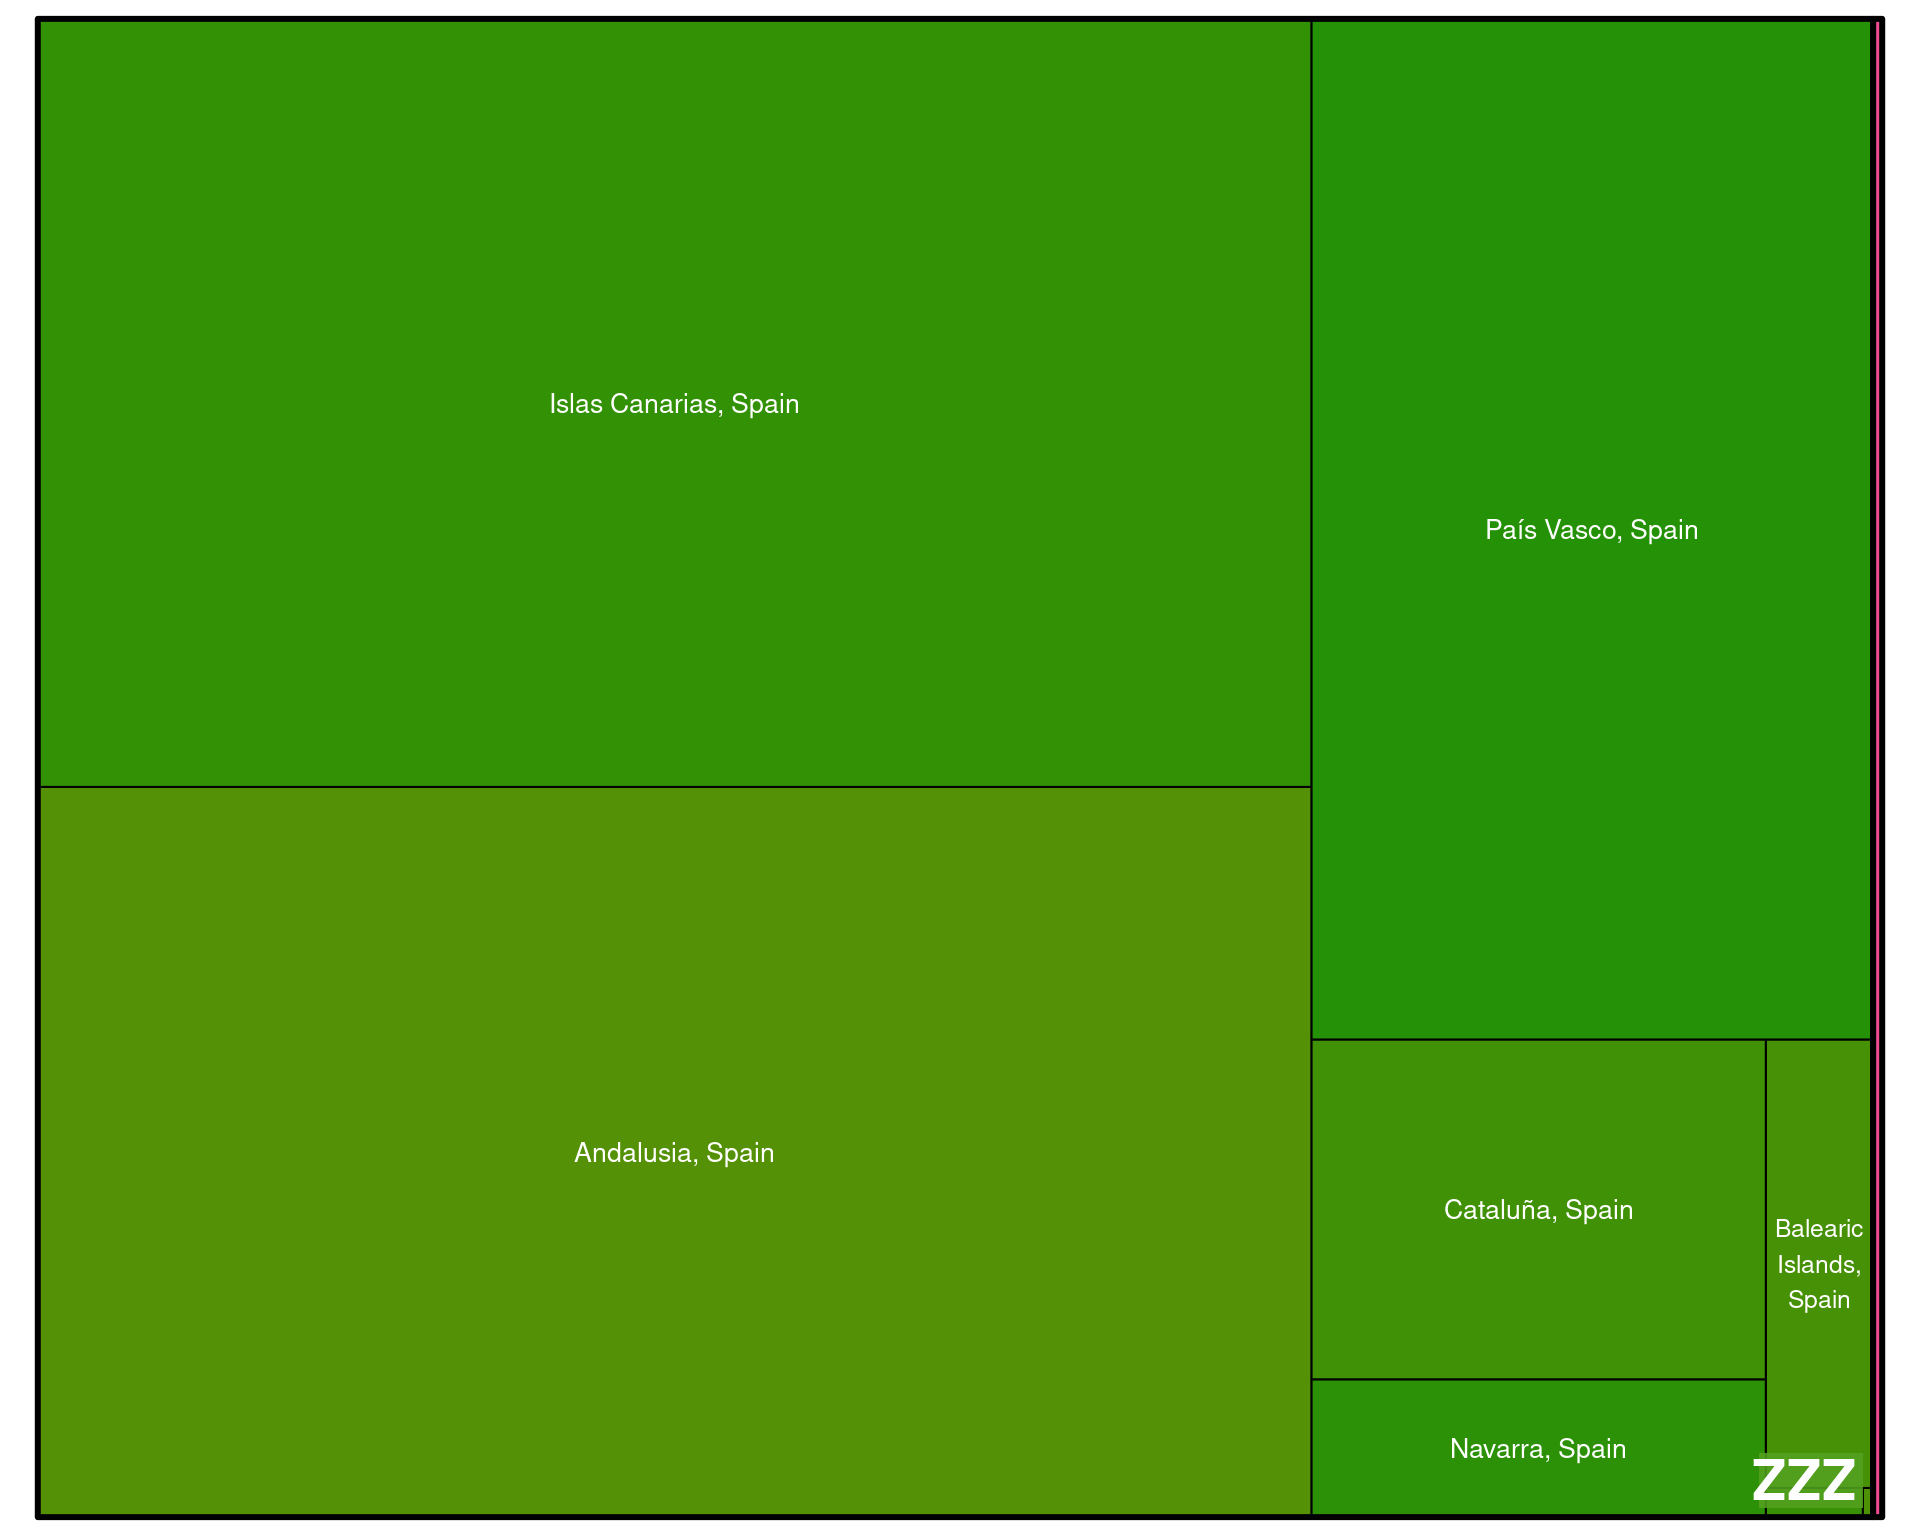 Islas Canarias, Spain
País Vasco, Spain
Andalusia, Spain
Cataluña, Spain
Balearic
Islands,
Spain
Navarra, Spain
ZZZ